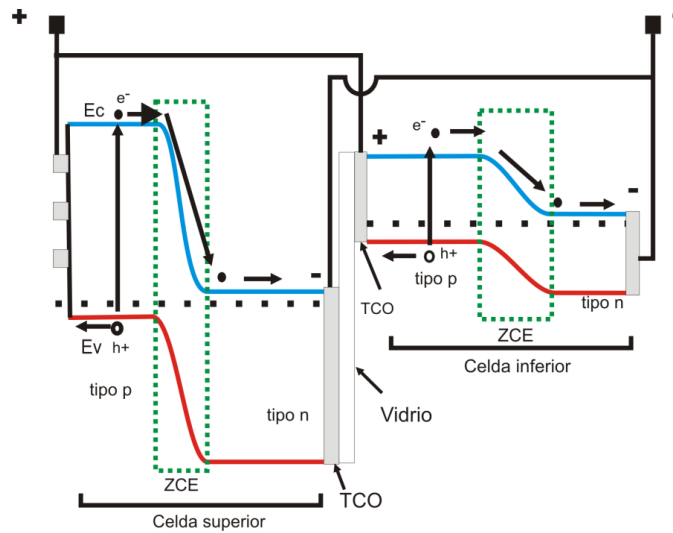 +
Ec
e-
e-
+
-
-
h+
tipo p
TCO
tipo n
Ev
h+
tipo p
ZCE
Celda inferior
tipo n
Vidrio
ZCE
TCO
Celda superior